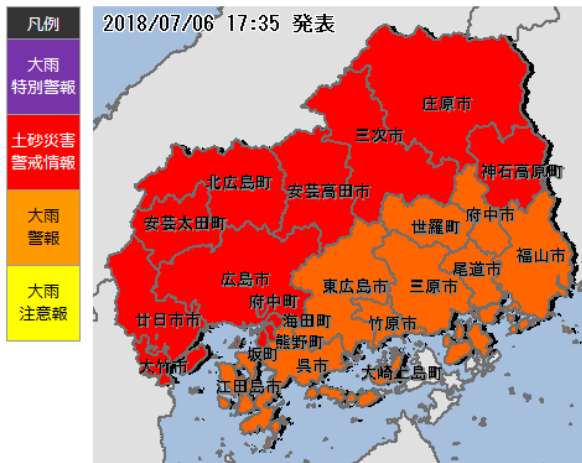 凡例
大雨
特別警報
土砂災害
警戒情報
大雨
警報
大雨
注意報
2018/07/06 17:35 発表
庄原市
三次市
神石高原町
北広島町
安芸高田市
安芸太田町
世羅町
府中市
福山市
広島市
東広島市
三原市
尾道市
府中町
廿日市市
海田町
竹原市
熊野町
坂町
大竹市
呉市
大崎上島町
江田島市